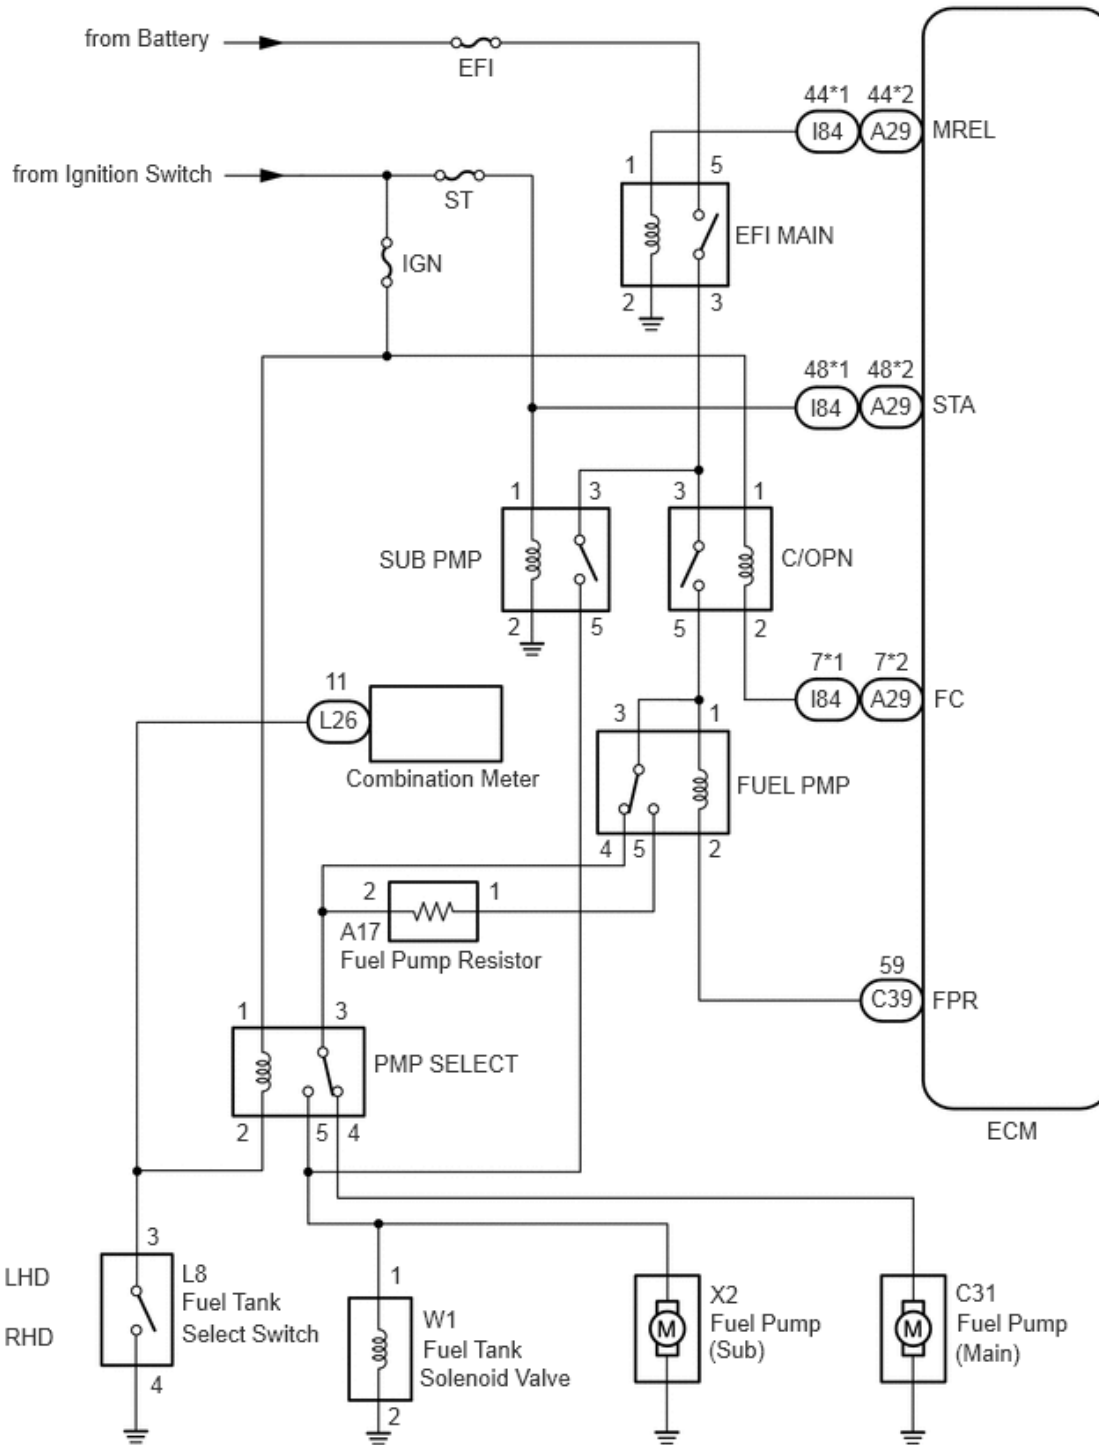 from Battery
EFI
44*1 44*2
I84 A29 MREL
from Ignition Switch
ST
1 5
EFI MAIN
IGN
2 3
48*1 48*2
I84 A29 STA
1 3 3 1
SUB PMP
C/OPN
2 5 5 2
7*1 7*2
I84 A29 FC
11
L26
Combination Meter
3 1
FUEL PMP
4 5 2
2 1
A17
Fuel Pump Resistor
59
C39 FPR
1 3
PMP SELECT
2 5 4
ECM
3
LHD
RHD
L8
Fuel Tank
Select Switch
4
1
W1
Fuel Tank
Solenoid Valve
2
X2
Fuel Pump
(Sub)
M
C31
Fuel Pump
(Main)
M